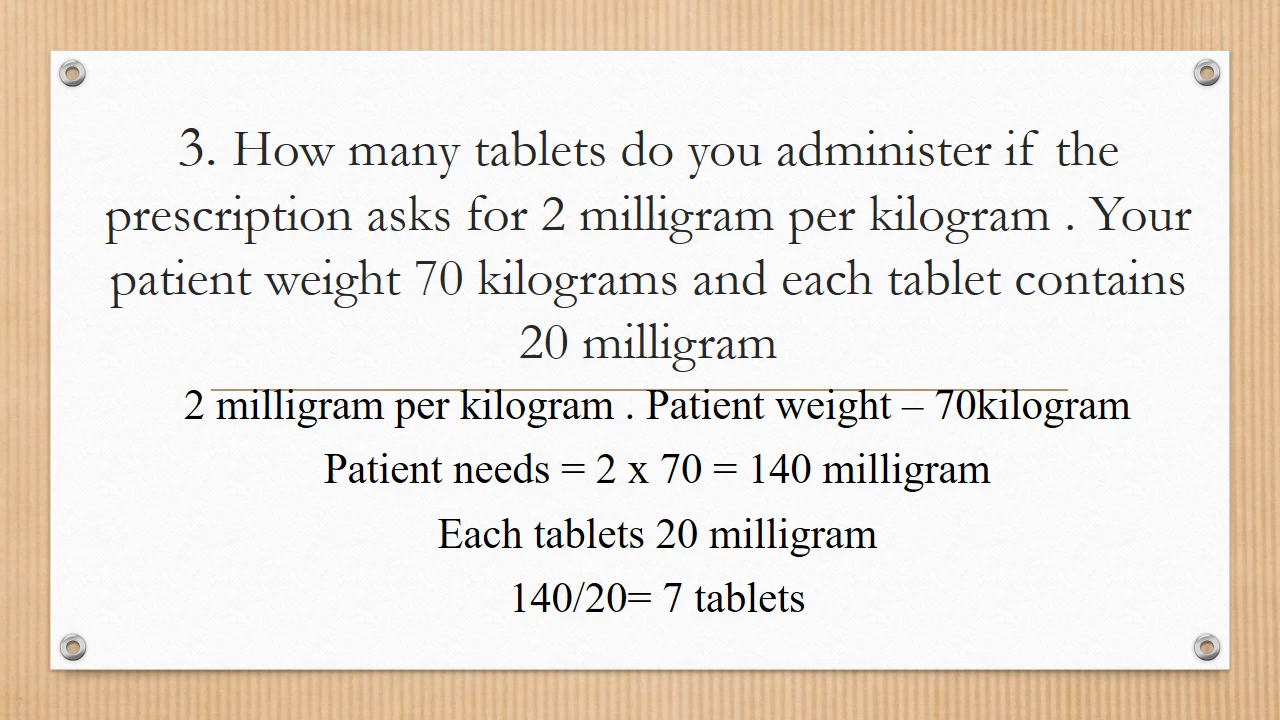 3. How many tablets do you administer if the
prescription asks for 2 milligram per kilogram . Your
patient weight 70 kilograms and each tablet contains
20 milligram
2 milligram per kilogram . Patient weight – 70kilogram
Patient needs = 2 x 70 = 140 milligram
Each tablets 20 milligram
140/20= 7 tablets